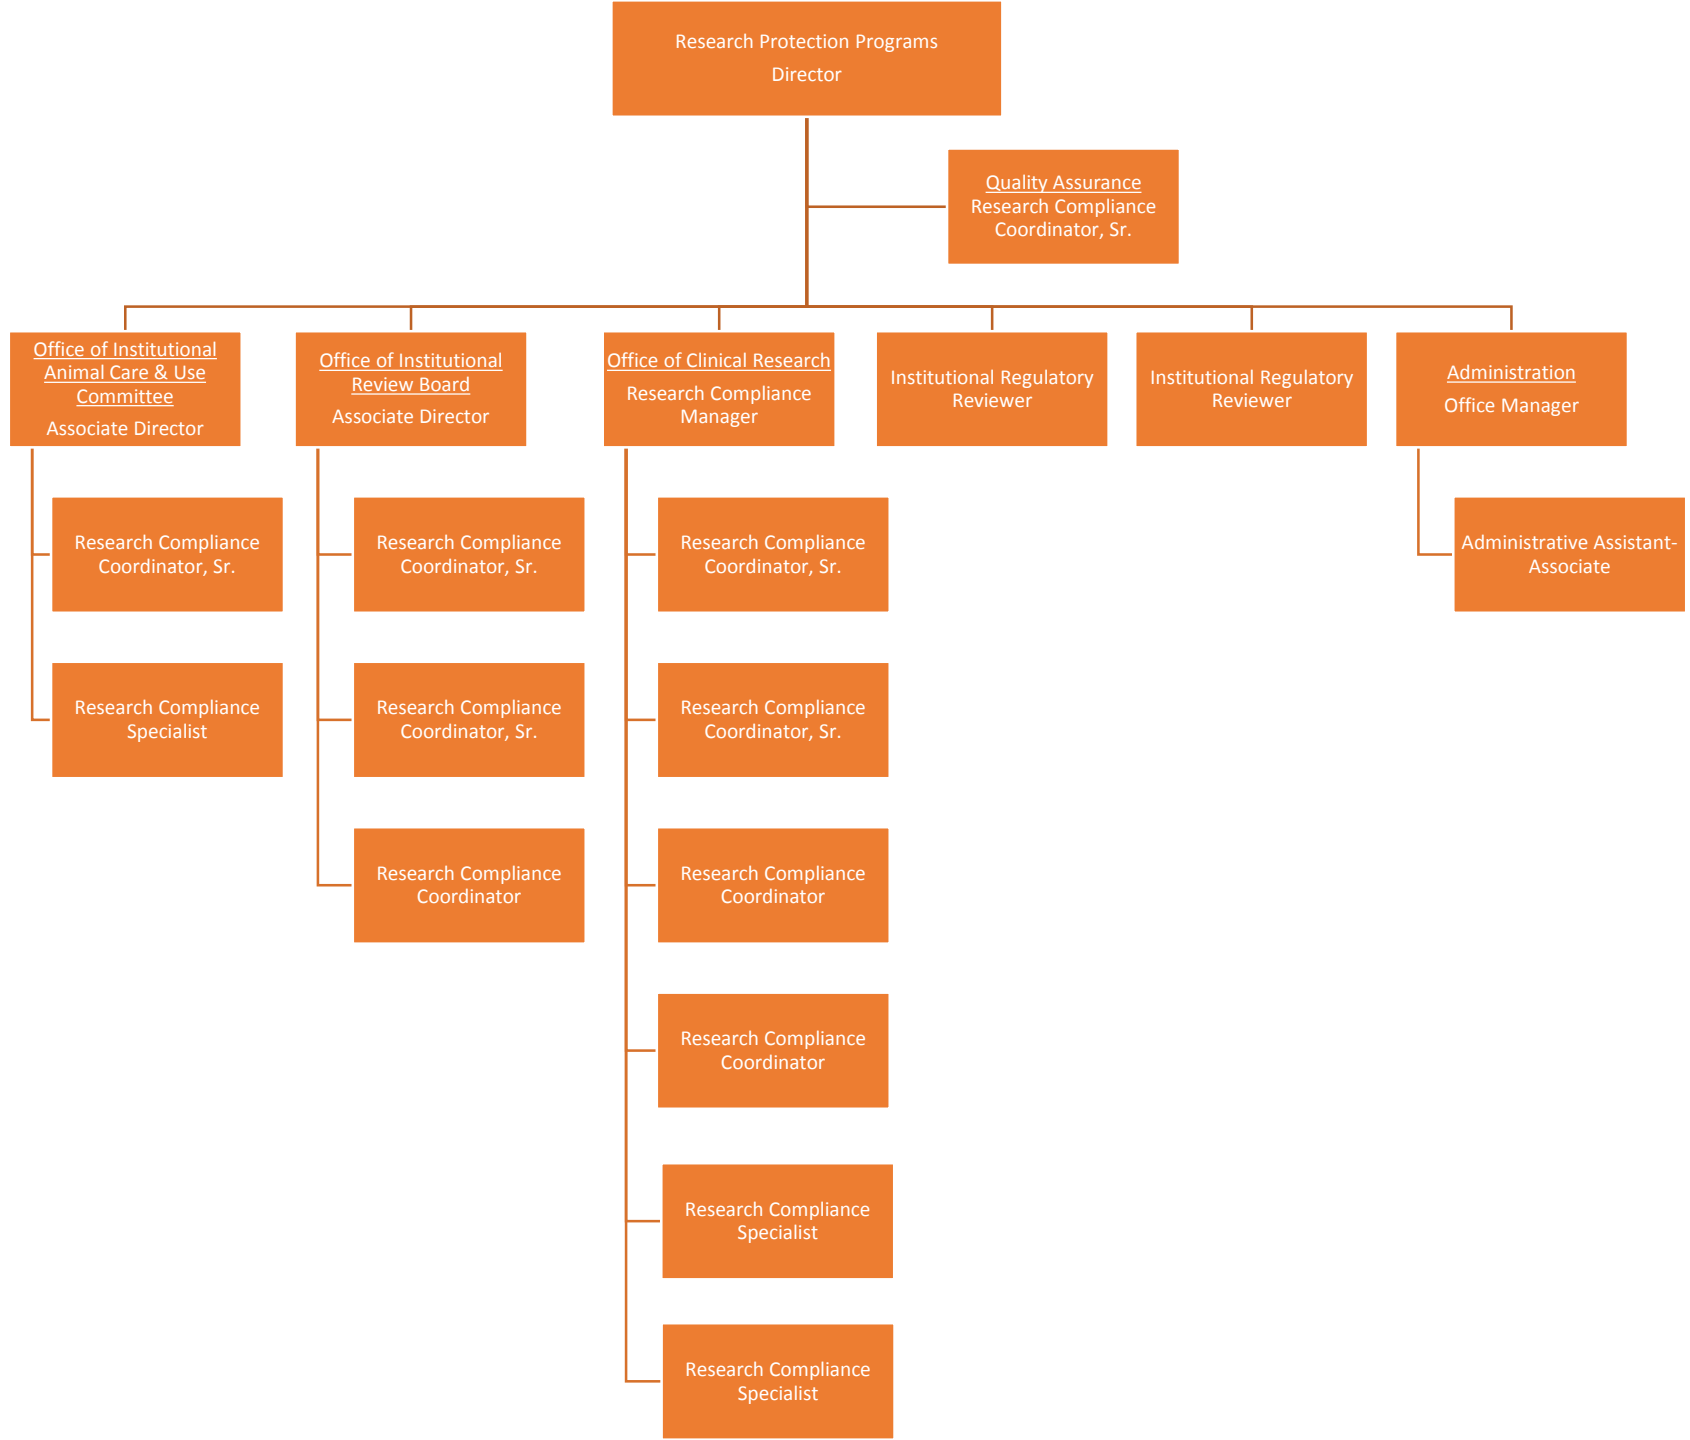 Research Protection Programs
Director
Quality Assurance
Research Compliance
Coordinator, Sr.
Office of Institutional
Animal Care & Use
Committee
Associate Director
Office of Institutional
Review Board
Associate Director
Office of Clinical Research
Research Compliance
Manager
Institutional Regulatory
Reviewer
Institutional Regulatory
Reviewer
Administration
Office Manager
Research Compliance
Coordinator, Sr.
Research Compliance
Coordinator, Sr.
Research Compliance
Coordinator, Sr.
Administrative Assistant-
Associate
Research Compliance
Specialist
Research Compliance
Coordinator, Sr.
Research Compliance
Coordinator, Sr.
Research Compliance
Coordinator
Research Compliance
Coordinator
Research Compliance
Coordinator
Research Compliance
Specialist
Research Compliance
Specialist